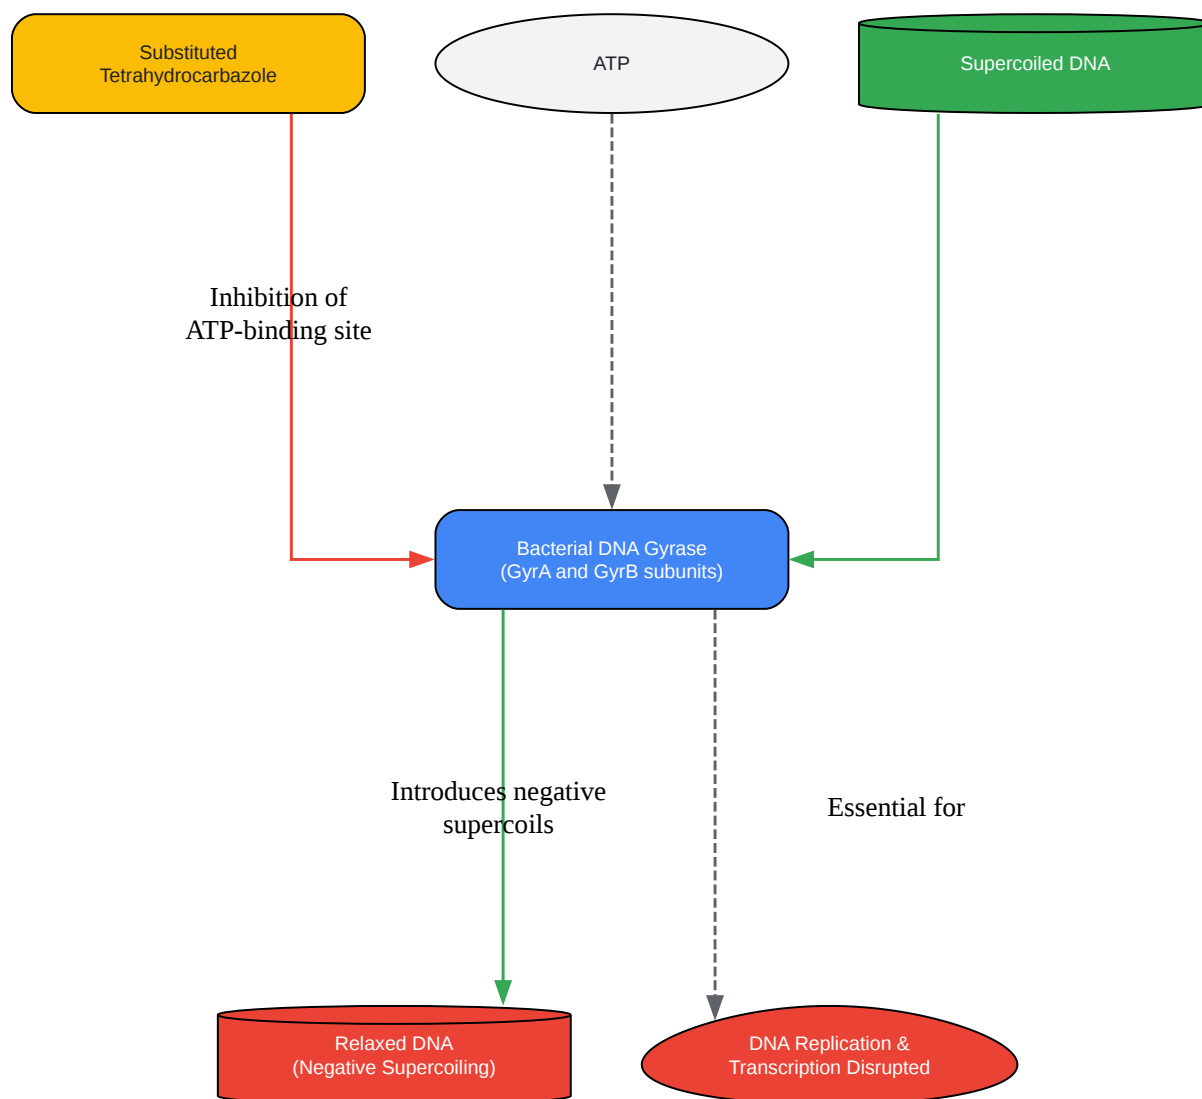 Substituted
Tetrahydrocarbazole
ATP
Supercoiled DNA
Inhibition of
ATP-binding site
Bacterial DNA Gyrase
(GyrA and GyrB subunits)
Introduces negative
supercoils
Essential for
Relaxed DNA
(Negative Supercoiling)
DNA Replication &
Transcription Disrupted